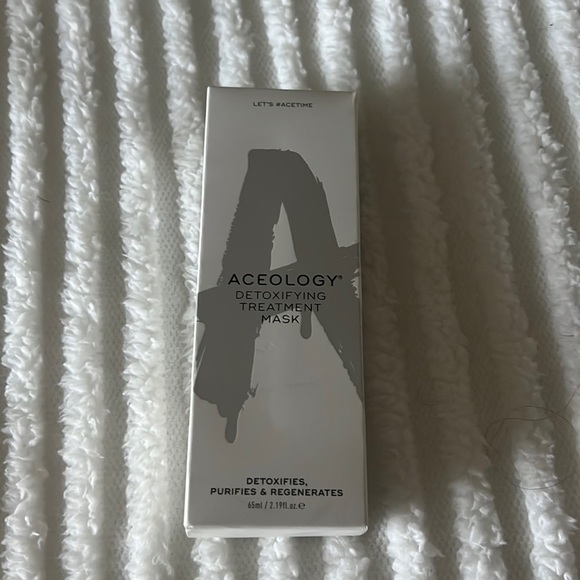 LET'S #ACETIME
ACEOLOGY®
DETOXIFYING
TREATMENT
MASK
DETOXIFIES,
PURIFIES & REGENERATES
65ml / 2.19fl.oz.℮